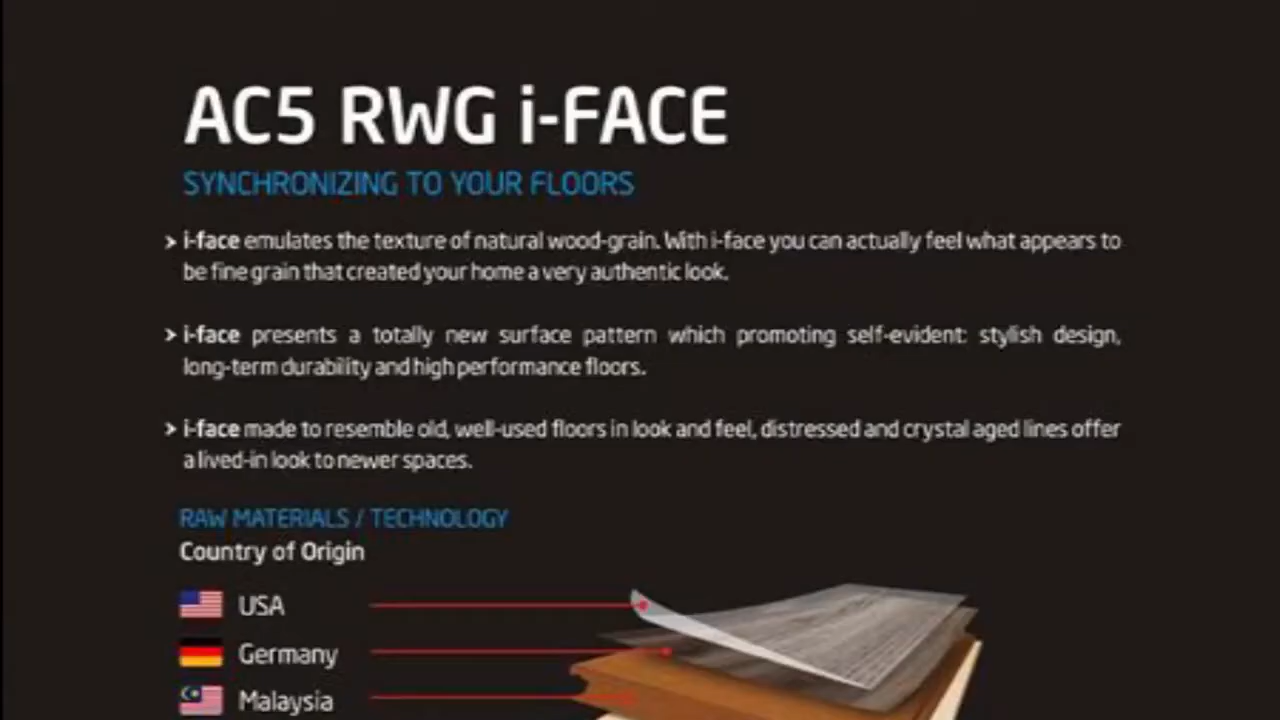 AC5 RWG i-FACE
SYNCHRONIZING TO YOUR FLOORS
> i-face emulates the texture of natural wood-grain. With i-face you can actually feel what appears to
be fine grain that created your home a very authentic look.
> i-face presents a totally new surface pattern which promoting self-evident: stylish design,
long-term durability and high performance floors.
> i-face made to resemble old, well-used floors in look and feel, distressed and crystal aged lines offer
a lived-in look to newer spaces.
RAW MATERIALS / TECHNOLOGY
Country of Origin
USA
Germany
Malaysia